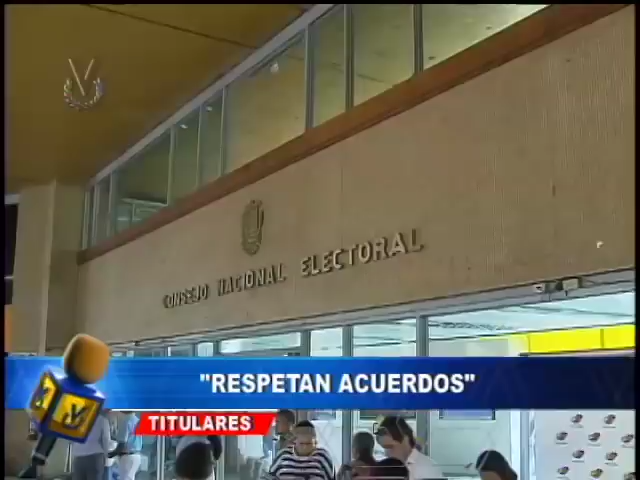 V
CONSEJO NACIONAL ELECTORAL
"RESPETAN ACUERDOS"
V
TITULARES